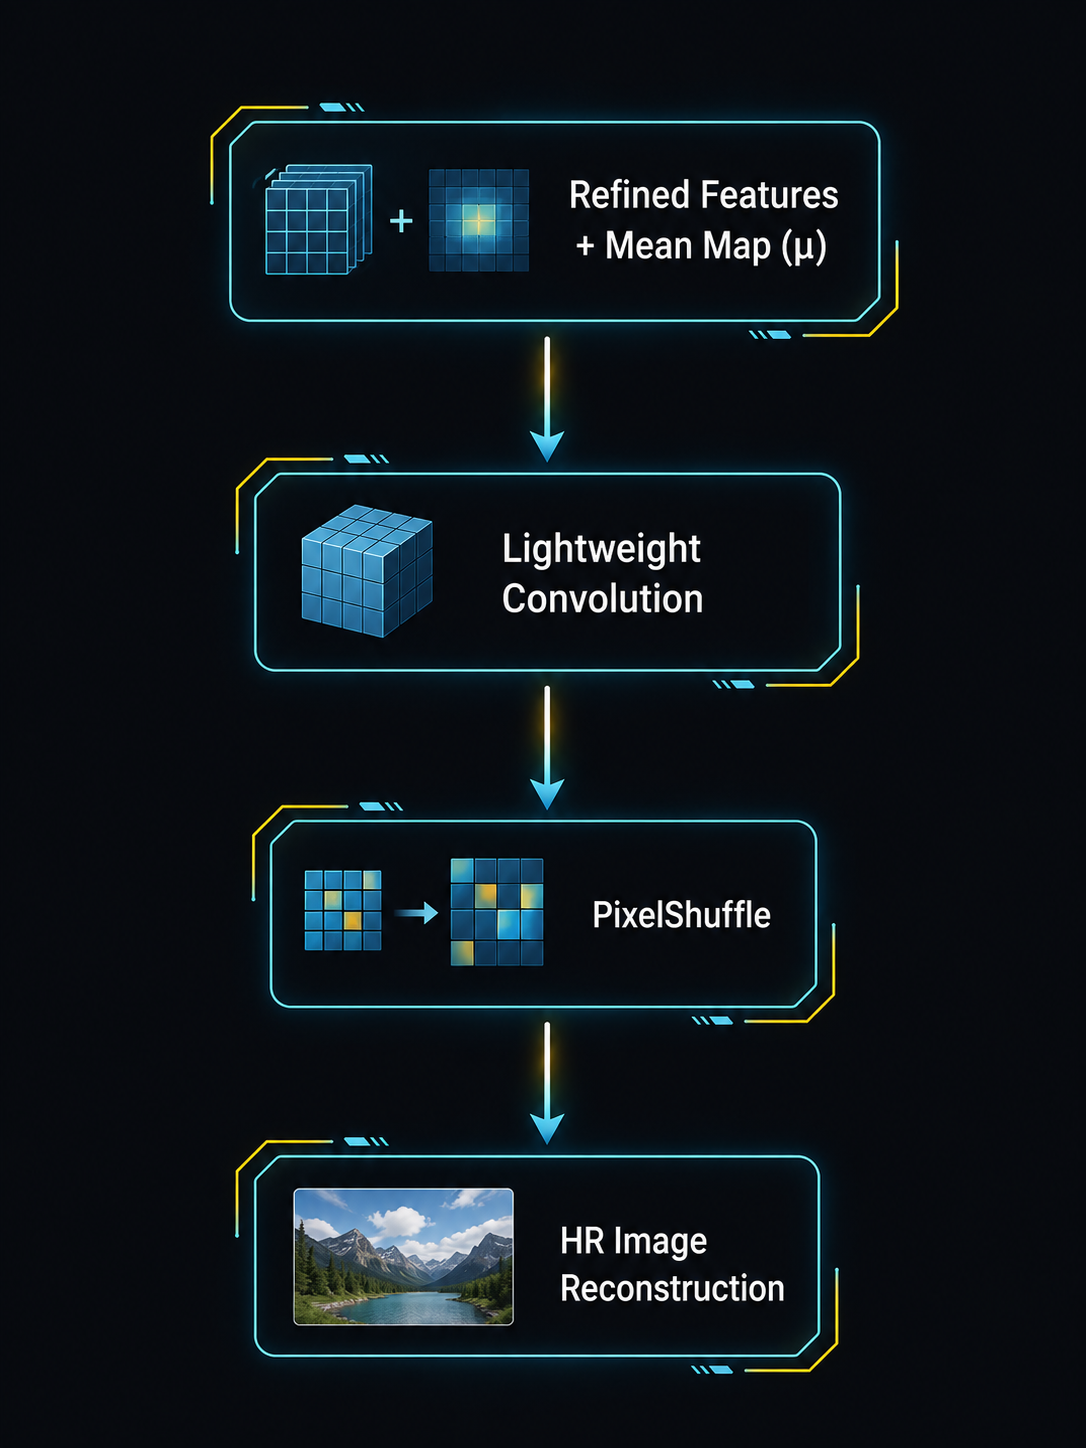 Refined Features
+ Mean Map (μ)
Lightweight
Convolution
PixelShuffle
HR Image
Reconstruction